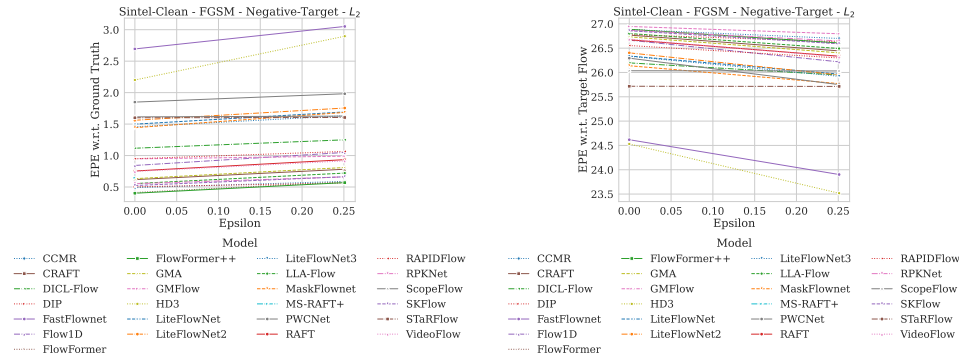 Sintel-Clean - FGSM - Negative-Target - L2
EPE w.r.t. Ground Truth
3.0
2.5
2.0
1.5
1.0
0.5
0.00 0.05 0.10 0.15 0.20 0.25
Epsilon
Model
CCMR FlowFormer++ LiteFlowNet3 RAPIDFlow
CRAFT GMA LLA-Flow RPKNet
DICL-Flow GMFlow MaskFlownet ScopeFlow
DIP HD3 MS-RAFT+ SKFlow
FastFlownet LiteFlowNet PWCNet STaRFlow
Flow1D LiteFlowNet2 RAFT VideoFlow
FlowFormer
Sintel-Clean - FGSM - Negative-Target - L2
EPE w.r.t. Target Flow
27.0
26.5
26.0
25.5
25.0
24.5
24.0
23.5
0.00 0.05 0.10 0.15 0.20 0.25
Epsilon
Model
CCMR FlowFormer++ LiteFlowNet3 RAPIDFlow
CRAFT GMA LLA-Flow RPKNet
DICL-Flow GMFlow MaskFlownet ScopeFlow
DIP HD3 MS-RAFT+ SKFlow
FastFlownet LiteFlowNet PWCNet STaRFlow
Flow1D LiteFlowNet2 RAFT VideoFlow
FlowFormer